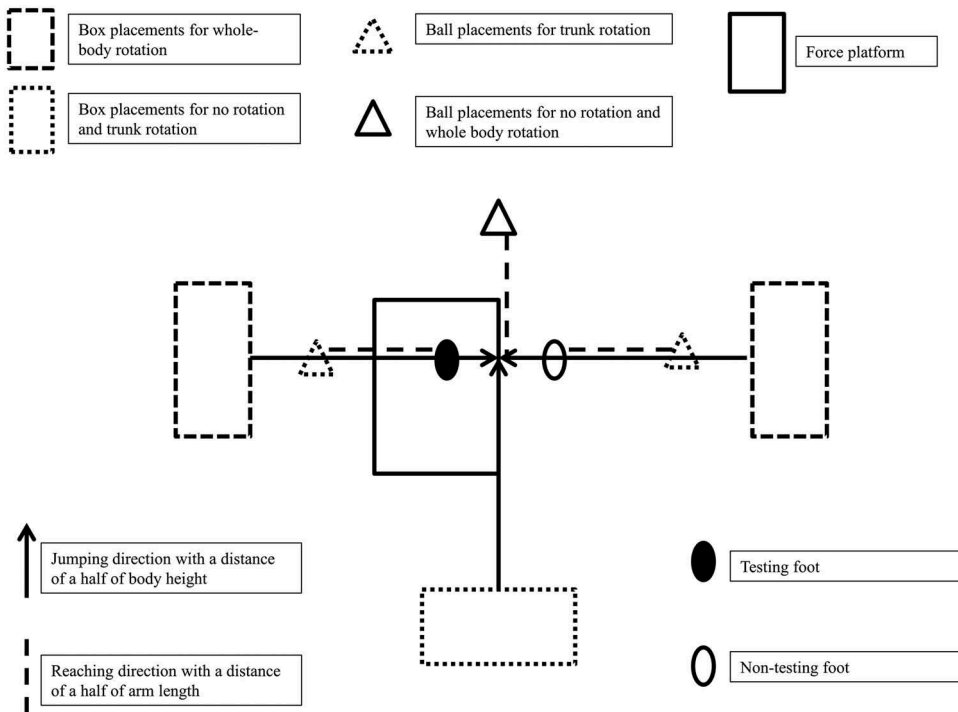 Box placements for whole-
body rotation
Ball placements for trunk rotation
Force platform
Box placements for no rotation
and trunk rotation
Ball placements for no rotation and
whole body rotation
Jumping direction with a distance
of a half of body height
Testing foot
Reaching direction with a distance
of a half of arm length
Non-testing foot